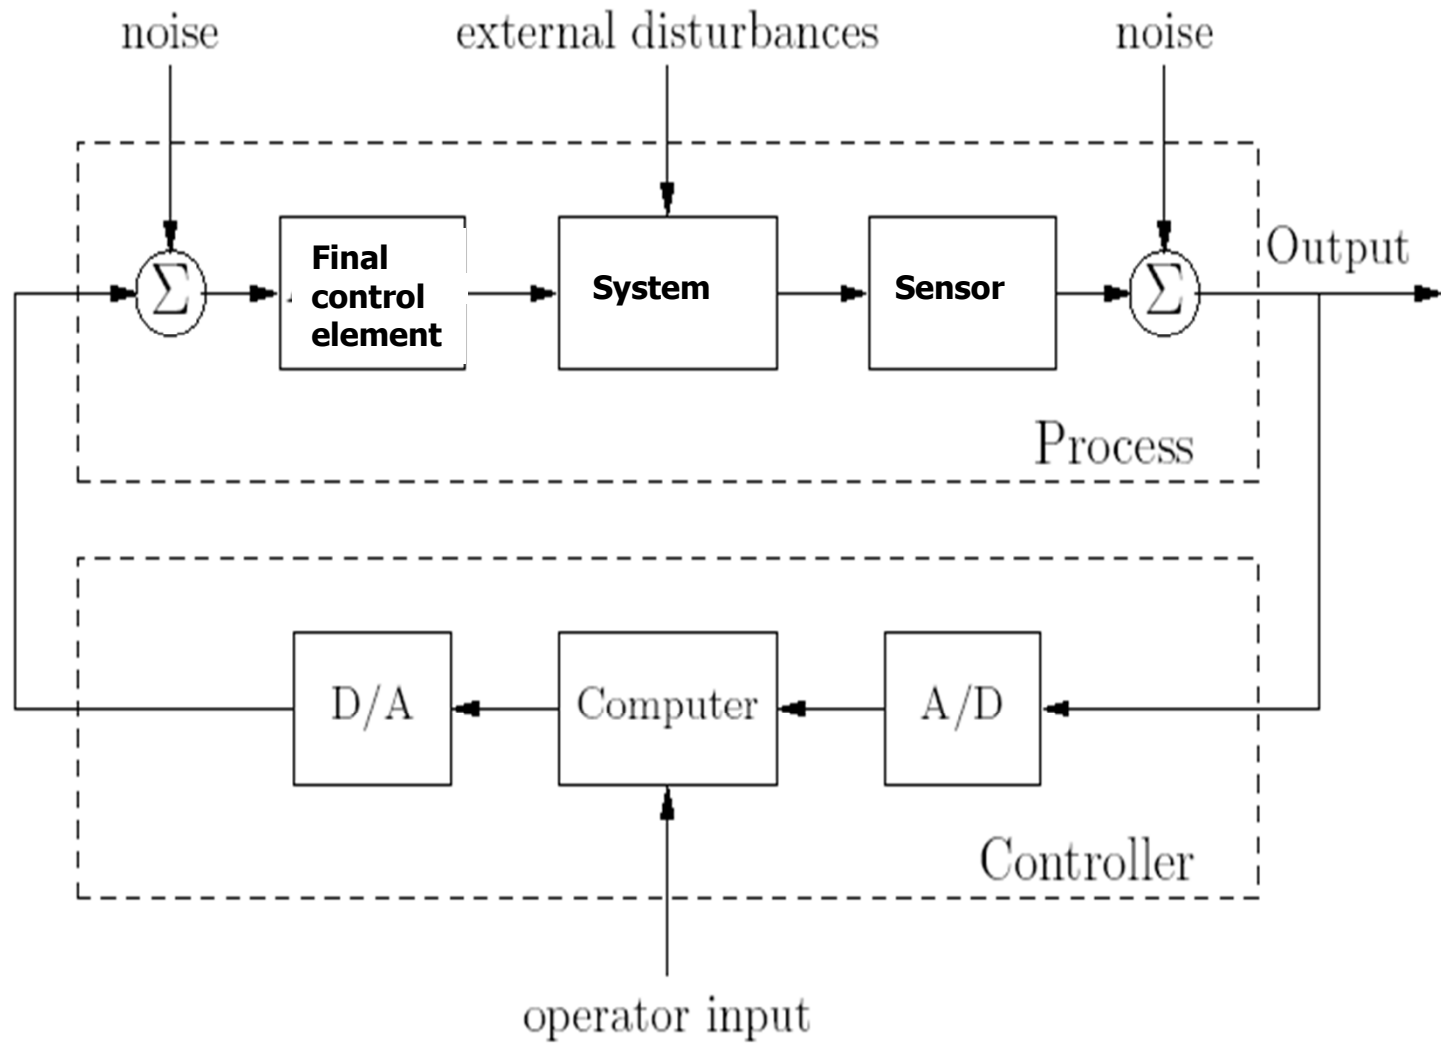 noise
external disturbances
noise
Σ
Final
control
element
System
Sensor
Σ
Output
Process
D/A
Computer
A/D
Controller
operator input